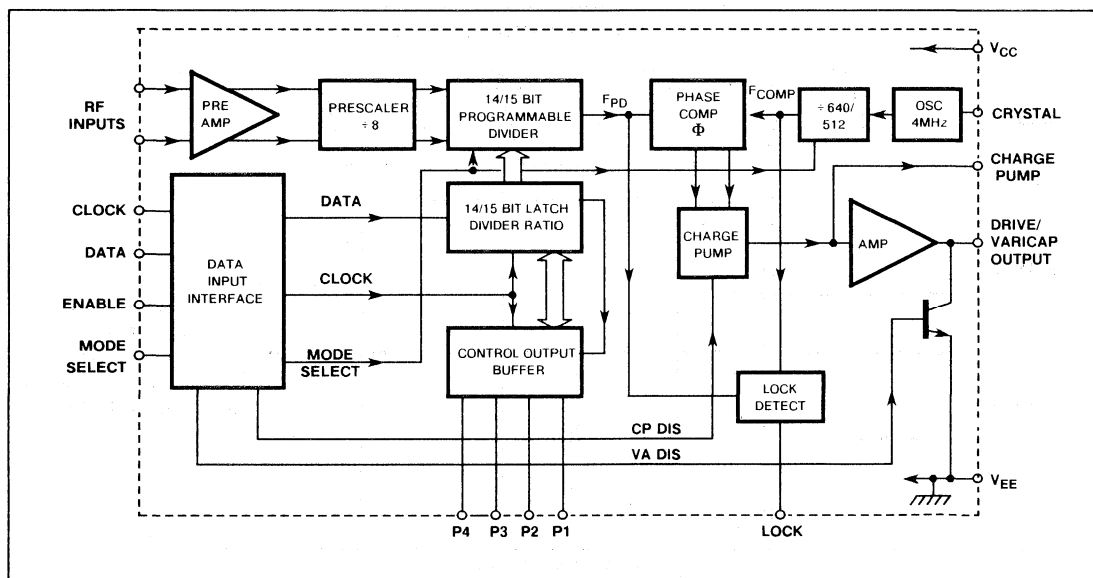 V_CC
RF
INPUTS
PRE
AMP
PRESCALER
÷8
14/15 BIT
PROGRAMMABLE
DIVIDER
F_PD
PHASE
COMP
Φ
F_COMP
÷640/
512
OSC
4MHz
CRYSTAL
CHARGE
PUMP
CLOCK
DATA
ENABLE
MODE
SELECT
DATA
INPUT
INTERFACE
DATA
CLOCK
MODE
SELECT
14/15 BIT LATCH
DIVIDER RATIO
CONTROL OUTPUT
BUFFER
CHARGE
PUMP
AMP
DRIVE/
VARICAP
OUTPUT
LOCK
DETECT
CP DIS
VA DIS
V_EE
P4
P3
P2
P1
LOCK